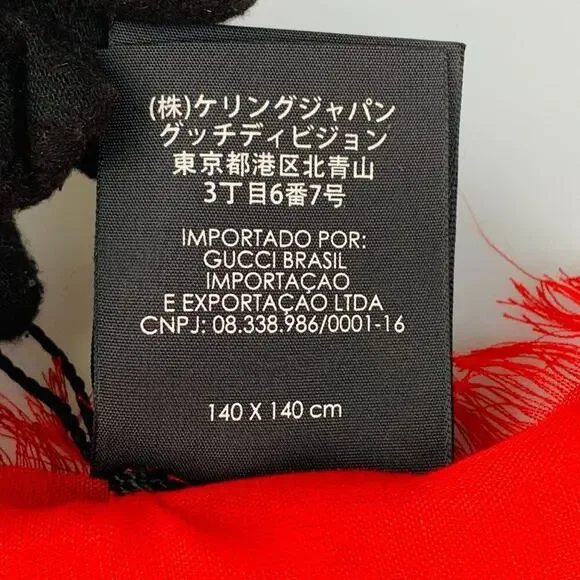 (株)ケリングジャパン
グッチディビジョン
東京都港区北青山
3丁目6番7号
IMPORTADO POR:
GUCCI BRASIL
IMPORTAÇAO
E EXPORTAÇAO LTDA
CNPJ: 08.338.986/0001-16
140 X 140 cm